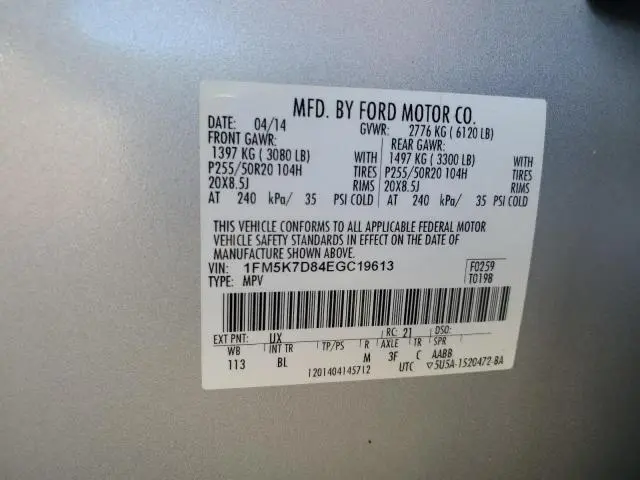 MFD. BY FORD MOTOR CO.
DATE: 04/14 GVWR: 2776 KG ( 6120 LB)
FRONT GAWR: REAR GAWR:
1397 KG ( 3080 LB) WITH 1497 KG ( 3300 LB) WITH
P255/50R20 104H TIRES P255/50R20 104H TIRES
20X8.5J RIMS 20X8.5J RIMS
AT 240 kPa/ 35 PSI COLD AT 240 kPa/ 35 PSI COLD
THIS VEHICLE CONFORMS TO ALL APPLICABLE FEDERAL MOTOR
VEHICLE SAFETY STANDARDS IN EFFECT ON THE DATE OF
MANUFACTURE SHOWN ABOVE.
VIN: 1FM5K7D84EGC19613 F0259
TYPE: MPV T0198
EXT PNT: UX RC: 21 DSO:
WB INT TR TP/PS R AXLE TR SPR
113 BL M 3F C AABB
1201404145712 UTC ▽5U5A-1520472-BA